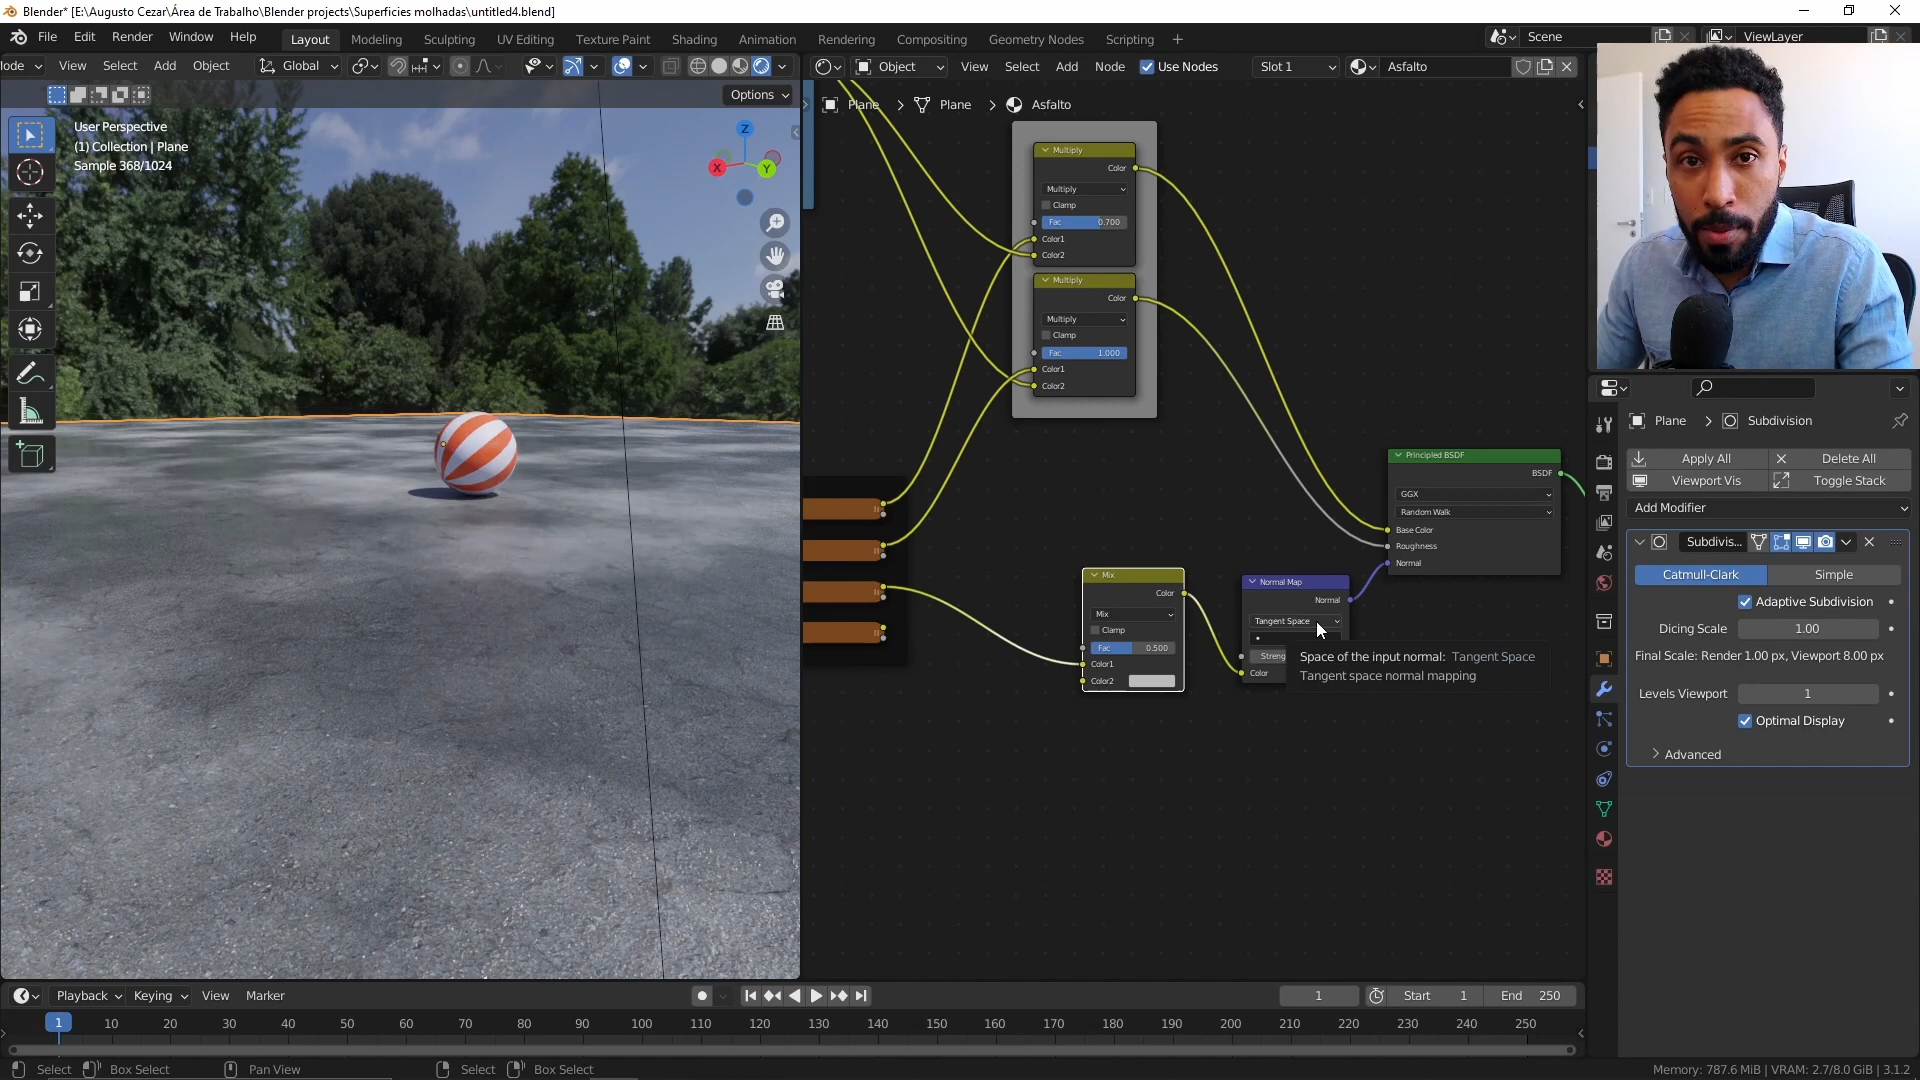 Blender* [E:\Augusto Cezar\Área de Trabalho\Blender projects\Superficies molhadas\untitled4.blend]
File Edit Render Window Help Layout Modeling Sculpting UV Editing Texture Paint Shading Animation Rendering Compositing Geometry Nodes Scripting + Scene ViewLayer
ode View Select Add Object Global Object View Select Add Node Use Nodes Slot 1 Asfalto
Options
Plane > Plane > Asfalto
User Perspective
(1) Collection | Plane
Sample 368/1024
Z
X
Y
Multiply
Color
Multiply
Clamp
Fac 0.700
Color1
Color2
Multiply
Color
Multiply
Clamp
Fac 1.000
Color1
Color2
Principled BSDF
BSDF
GGX
Random Walk
Base Color
Roughness
Normal
Mix
Color
Mix
Clamp
Fac 0.500
Color1
Color2
Normal Map
Normal
Tangent Space
Streng
Color
Space of the input normal: Tangent Space
Tangent space normal mapping
Plane > Subdivision
Apply All Delete All
Viewport Vis Toggle Stack
Add Modifier
Subdivis...
Catmull-Clark Simple
Adaptive Subdivision
Dicing Scale 1.00
Final Scale: Render 1.00 px, Viewport 8.00 px
Levels Viewport 1
Optimal Display
Advanced
Playback Keying View Marker 1 Start 1 End 250
1 10 20 30 40 50 60 70 80 90 100 110 120 130 140 150 160 170 180 190 200 210 220 230 240 250
Select Box Select Pan View Select Box Select Memory: 787.6 MiB | VRAM: 2.7/8.0 GiB | 3.1.2